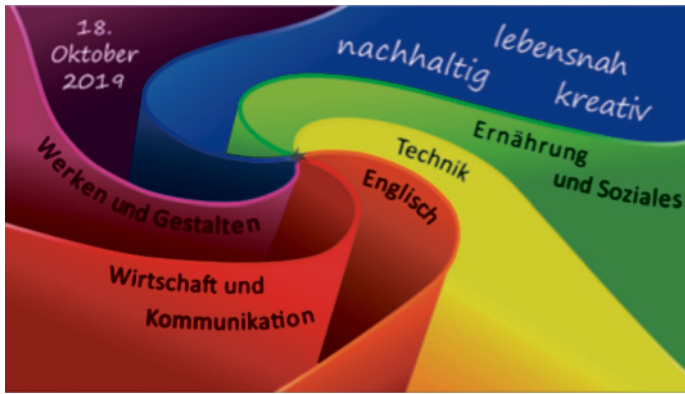 18.
Oktober
2019
lebensnah
nachhaltig
kreativ
Ernährung
und Soziales
Technik
Englisch
Werken und Gestalten
Wirtschaft und
Kommunikation